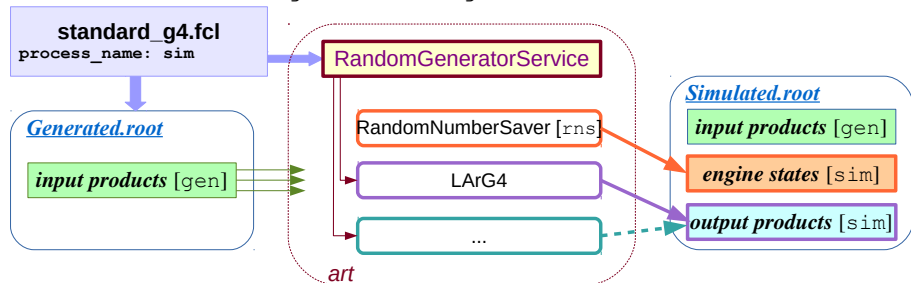 standard_g4.fcl
process_name: sim
RandomGeneratorService
Generated.root
input products [gen]
RandomNumberSaver [rns]
LArG4
...
art
Simulated.root
input products [gen]
engine states [sim]
output products [sim]